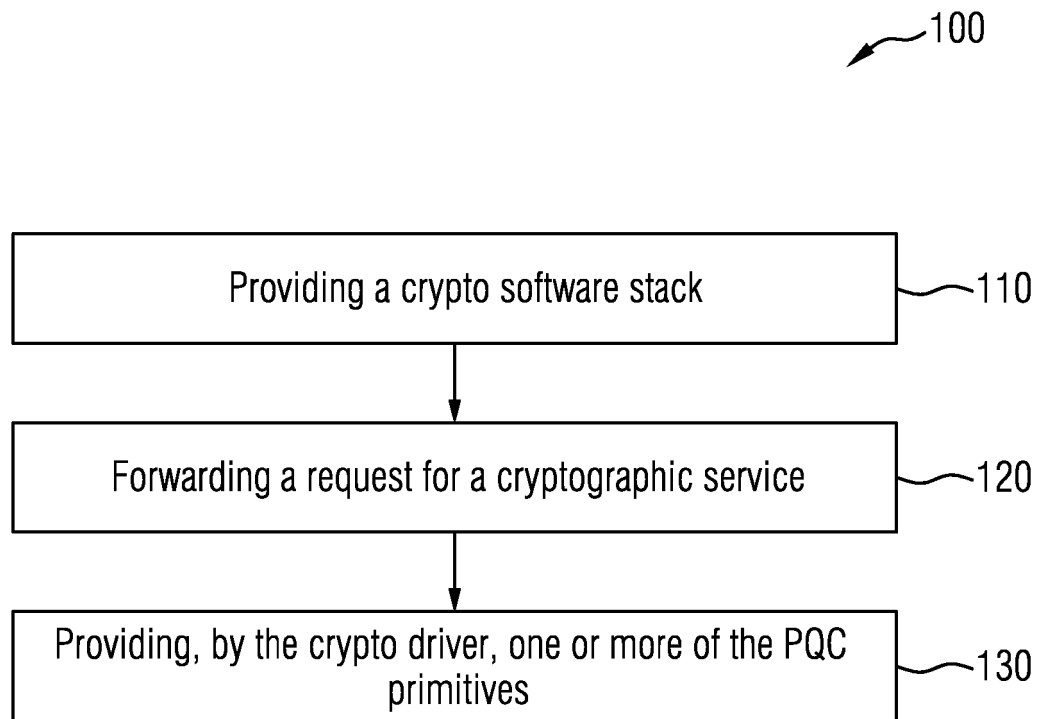 100
Providing a crypto software stack
110
Forwarding a request for a cryptographic service
120
Providing, by the crypto driver, one or more of the PQC
primitives
130